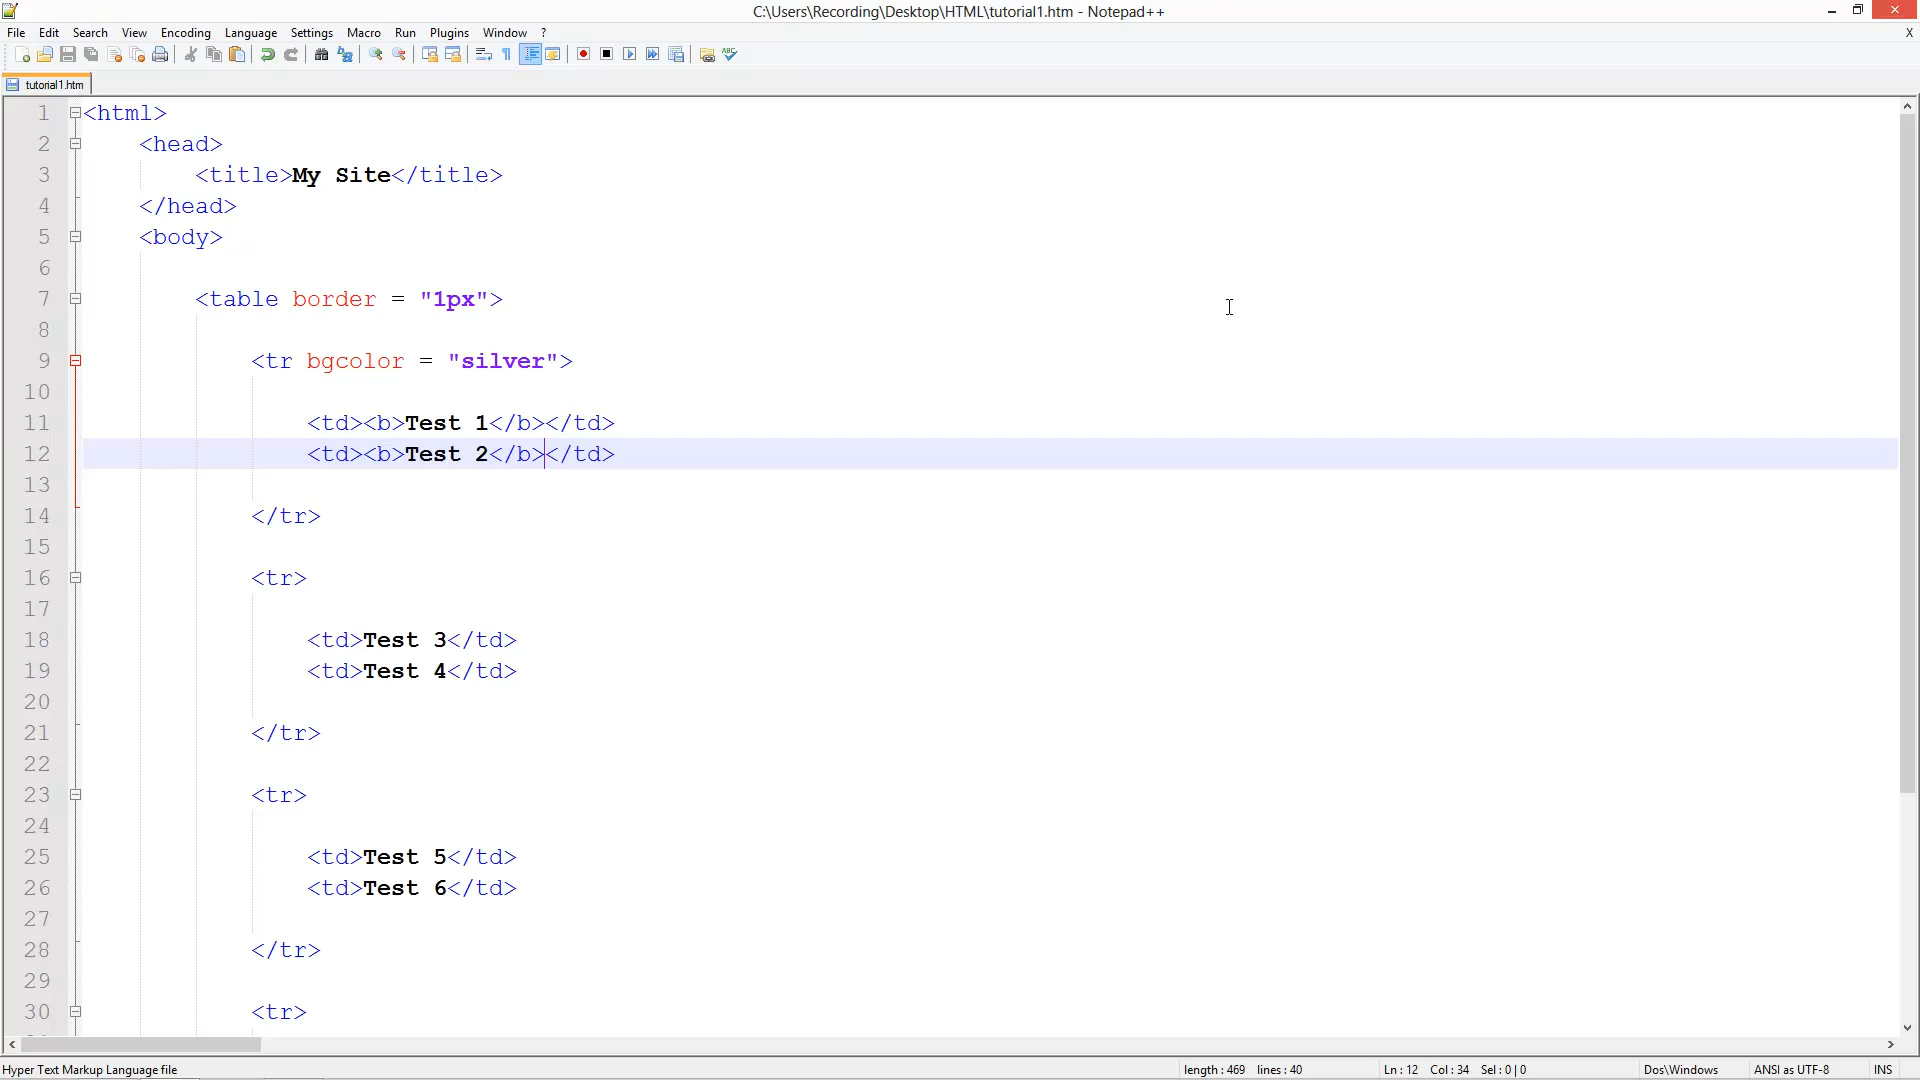 C:\Users\Recording\Desktop\HTML\tutorial1.htm - Notepad++
File Edit Search View Encoding Language Settings Macro Run Plugins Window ? X
tutorial1.htm
1 <html>
2 <head>
3 <title>My Site</title>
4 </head>
5 <body>
6
7 <table border = "1px">
8
9 <tr bgcolor = "silver">
10
11 <td><b>Test 1</b></td>
12 <td><b>Test 2</b></td>
13
14 </tr>
15
16 <tr>
17
18 <td>Test 3</td>
19 <td>Test 4</td>
20
21 </tr>
22
23 <tr>
24
25 <td>Test 5</td>
26 <td>Test 6</td>
27
28 </tr>
29
30 <tr>
Hyper Text Markup Language file length : 469 lines : 40 Ln : 12 Col : 34 Sel : 0 | 0 Dos\Windows ANSI as UTF-8 INS